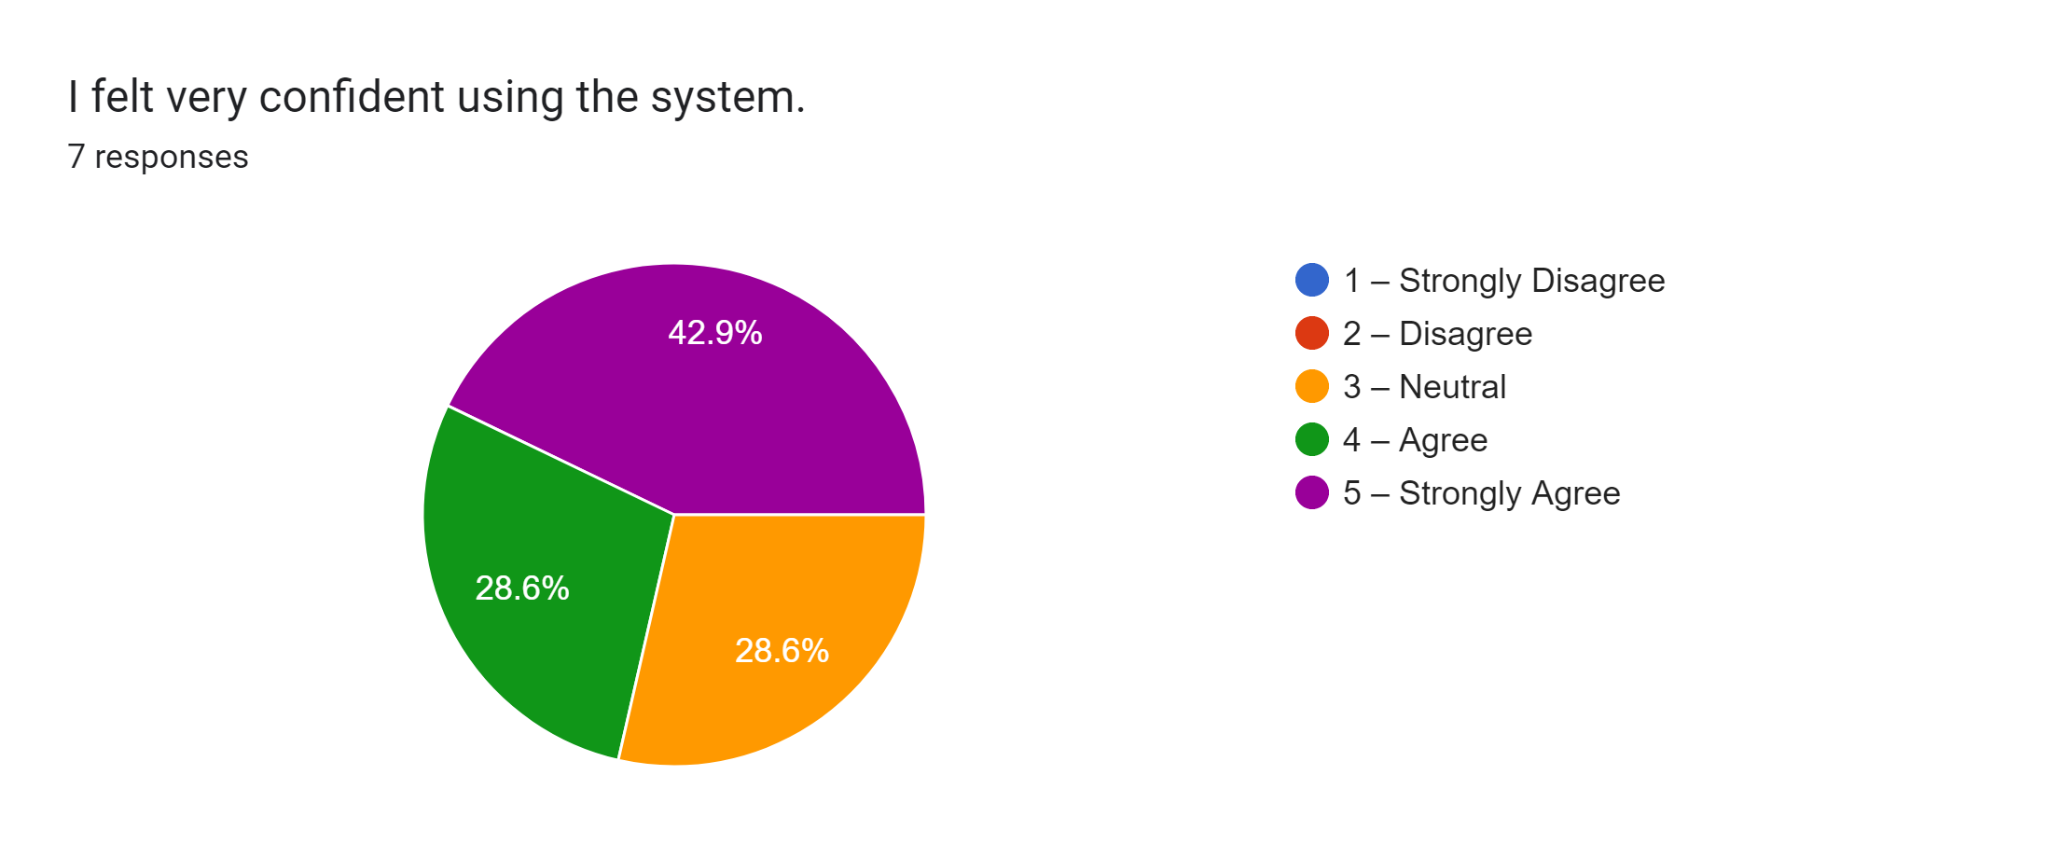 I felt very confident using the system.
7 responses
42.9%
28.6%
28.6%
1 – Strongly Disagree
2 – Disagree
3 – Neutral
4 – Agree
5 – Strongly Agree